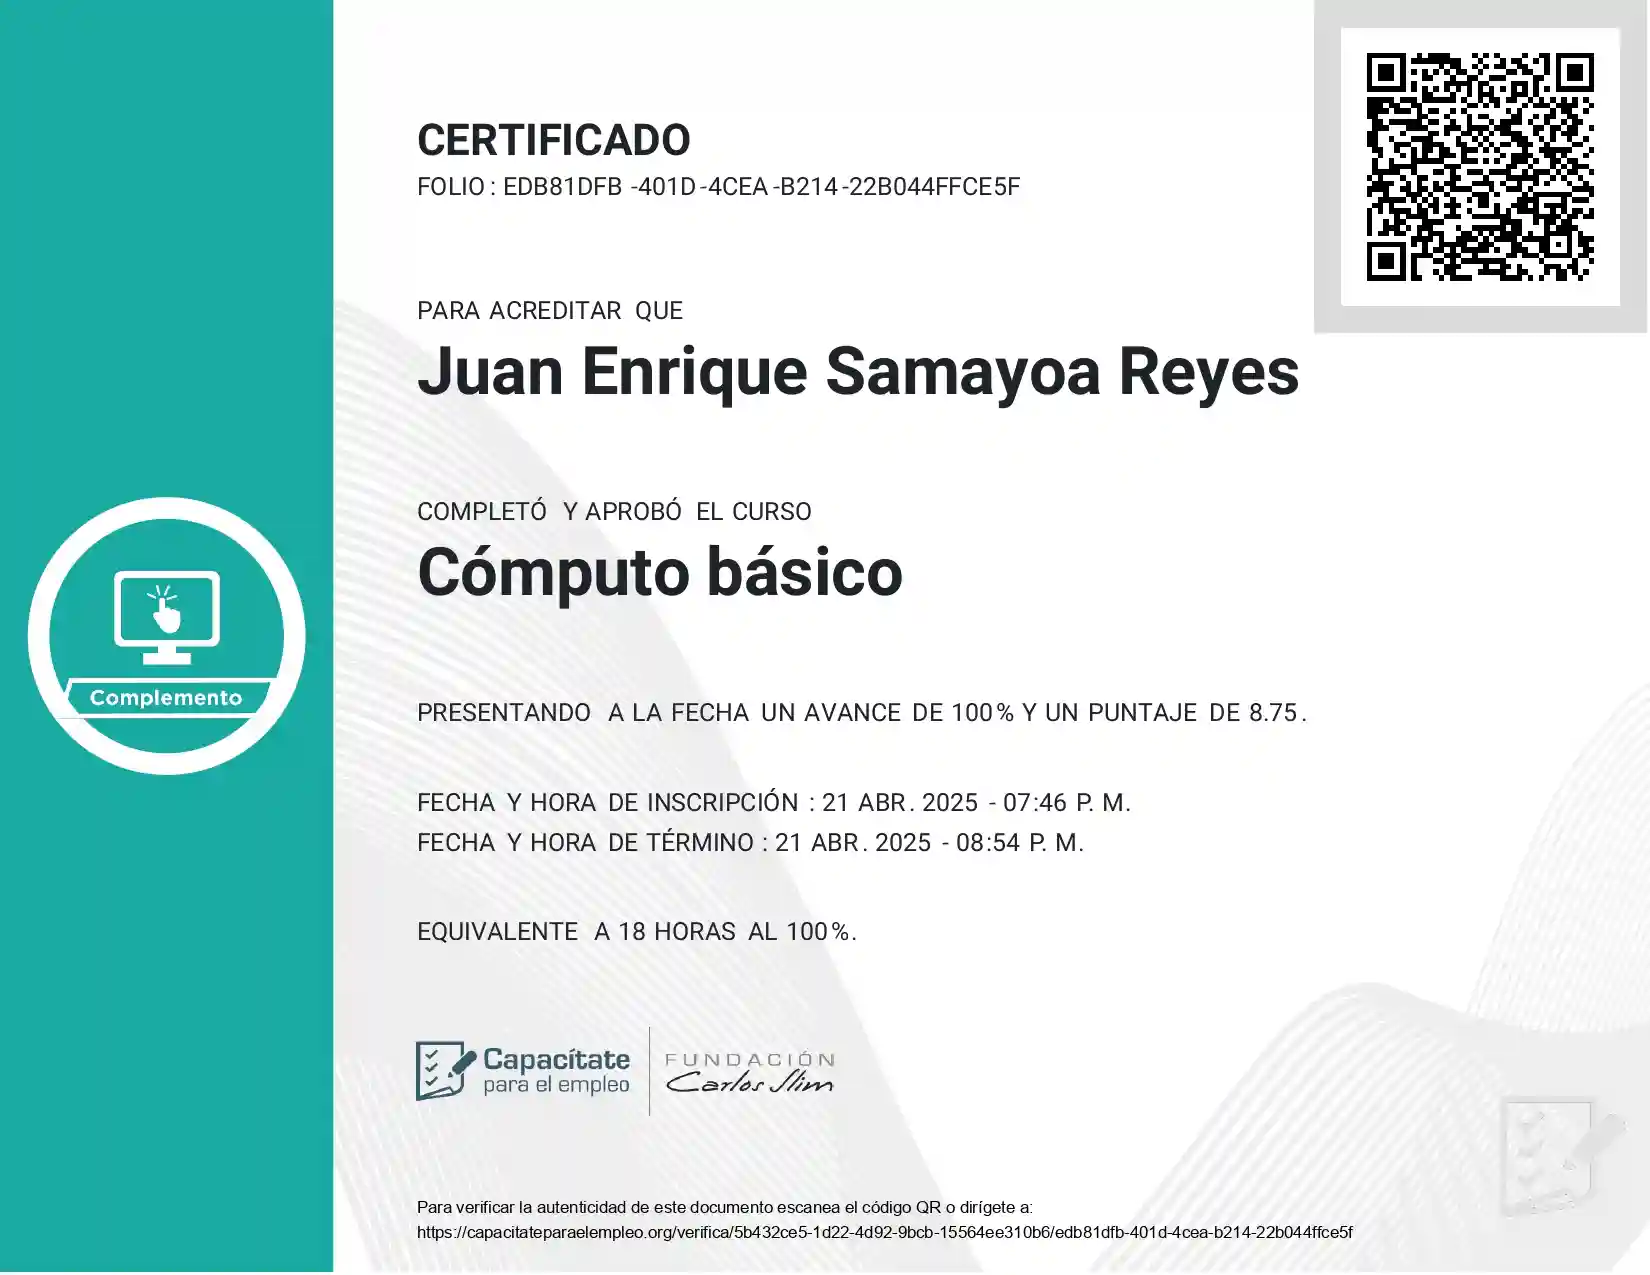 CERTIFICADO
FOLIO : EDB81DFB -401D -4CEA -B214 -22B044FFCE5F
PARA ACREDITAR QUE
Juan Enrique Samayoa Reyes
COMPLETÓ Y APROBÓ EL CURSO
Cómputo básico
Complemento
PRESENTANDO A LA FECHA UN AVANCE DE 100% Y UN PUNTAJE DE 8.75.
FECHA Y HORA DE INSCRIPCIÓN : 21 ABR. 2025 - 07:46 P. M.
FECHA Y HORA DE TÉRMINO : 21 ABR. 2025 - 08:54 P. M.
EQUIVALENTE A 18 HORAS AL 100%.
Capacítate
para el empleo
FUNDACIÓN
Carlos Slim
Para verificar la autenticidad de este documento escanea el código QR o dirígete a:
https://capacitateparaelempleo.org/verifica/5b432ce5-1d22-4d92-9bcb-15564ee310b6/edb81dfb-401d-4cea-b214-22b044ffce5f